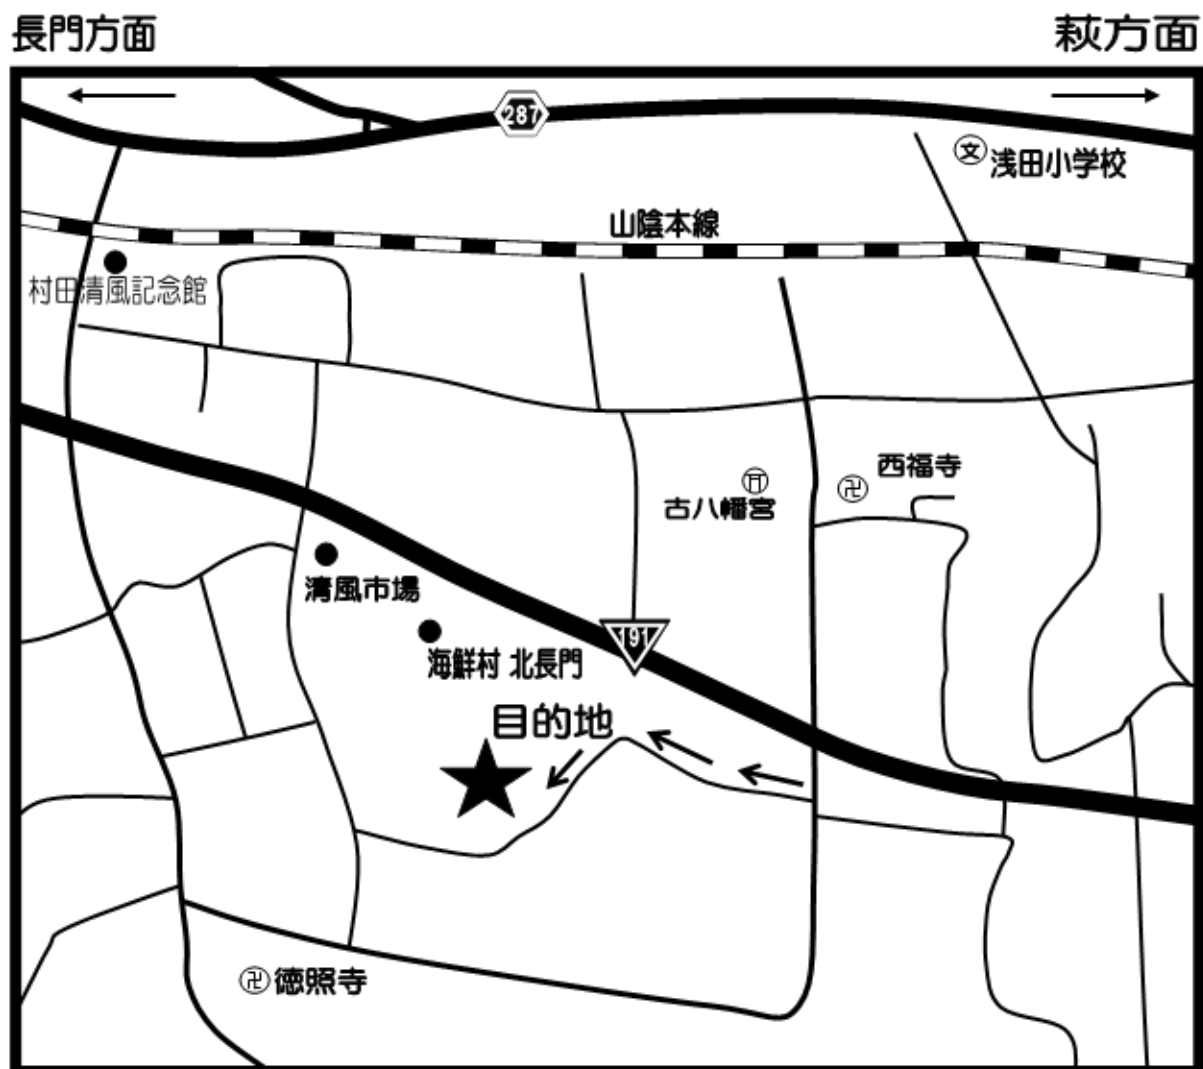 長門方面
萩方面
287
文
浅田小学校
山陰本線
村田清風記念館
西福寺
古八幡宮
清風市場
191
海鮮村 北長門
目的地
徳照寺